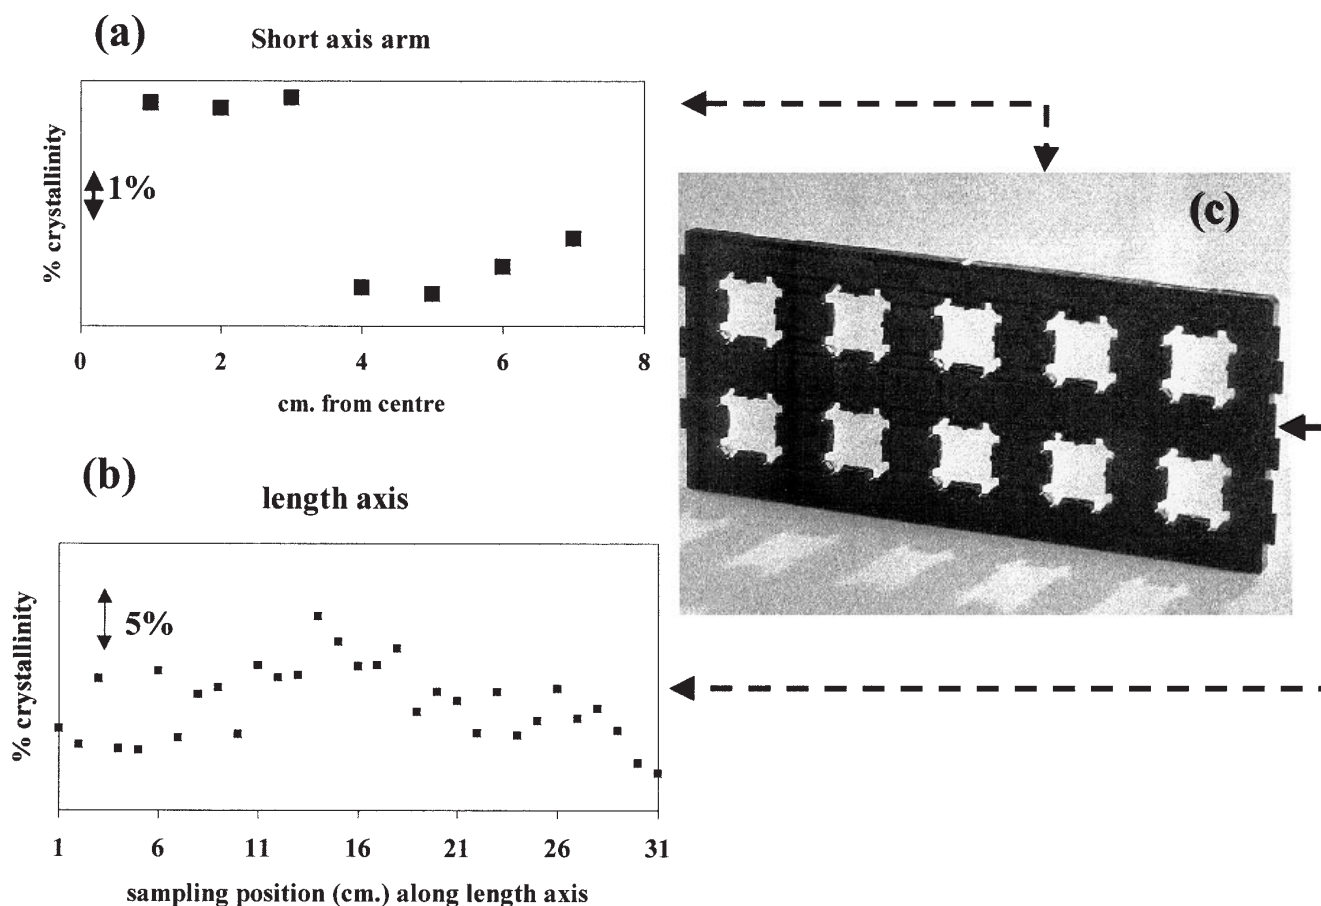 (a)
Short axis arm
% crystallinity
1%
0 2 4 6 8
cm. from centre
(b)
length axis
% crystallinity
5%
1 6 11 16 21 26 31
sampling position (cm.) along length axis
(c)